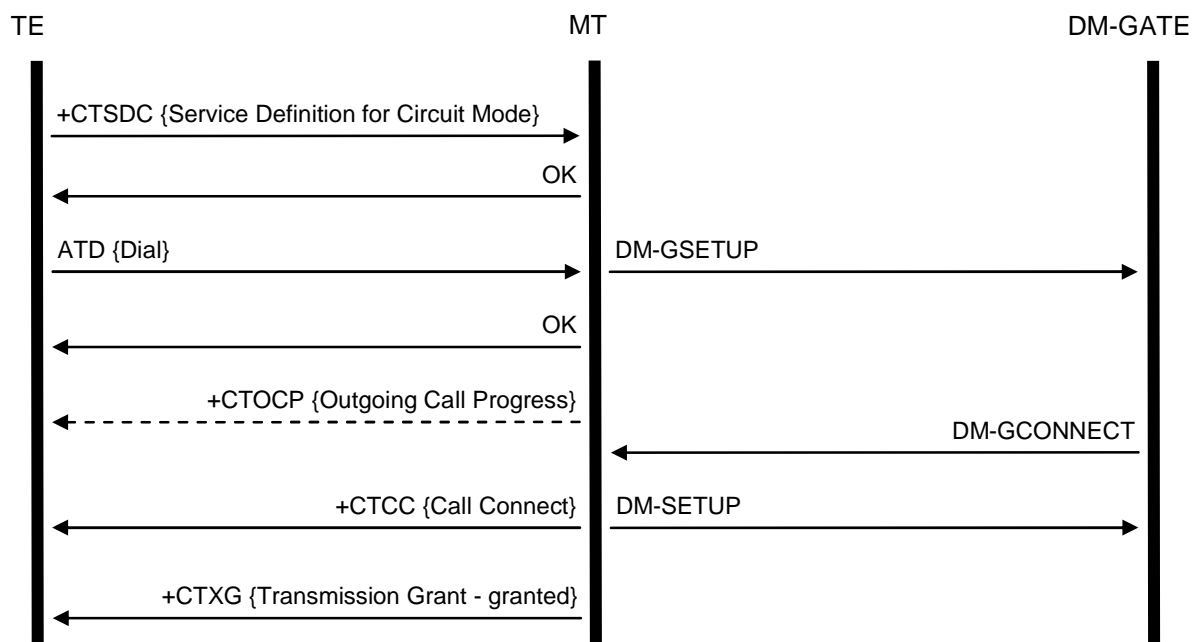 TE MT DM-GATE
+CTSDC {Service Definition for Circuit Mode}
OK
ATD {Dial} DM-GSETUP
OK
+CTOCP {Outgoing Call Progress}
DM-GCONNECT
+CTCC {Call Connect} DM-SETUP
+CTXG {Transmission Grant - granted}